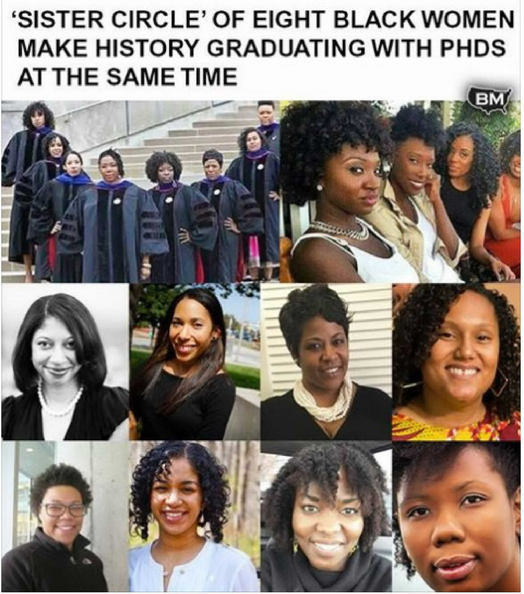 ‘SISTER CIRCLE’ OF EIGHT BLACK WOMEN
MAKE HISTORY GRADUATING WITH PHDS
AT THE SAME TIME
BM